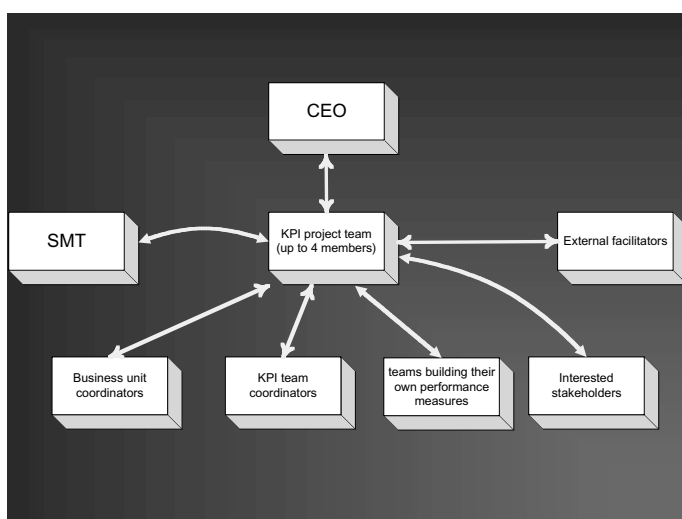 CEO
SMT
KPI project team
(up to 4 members)
External facilitators
Business unit
coordinators
KPI team
coordinators
teams building their
own performance
measures
Interested
stakeholders